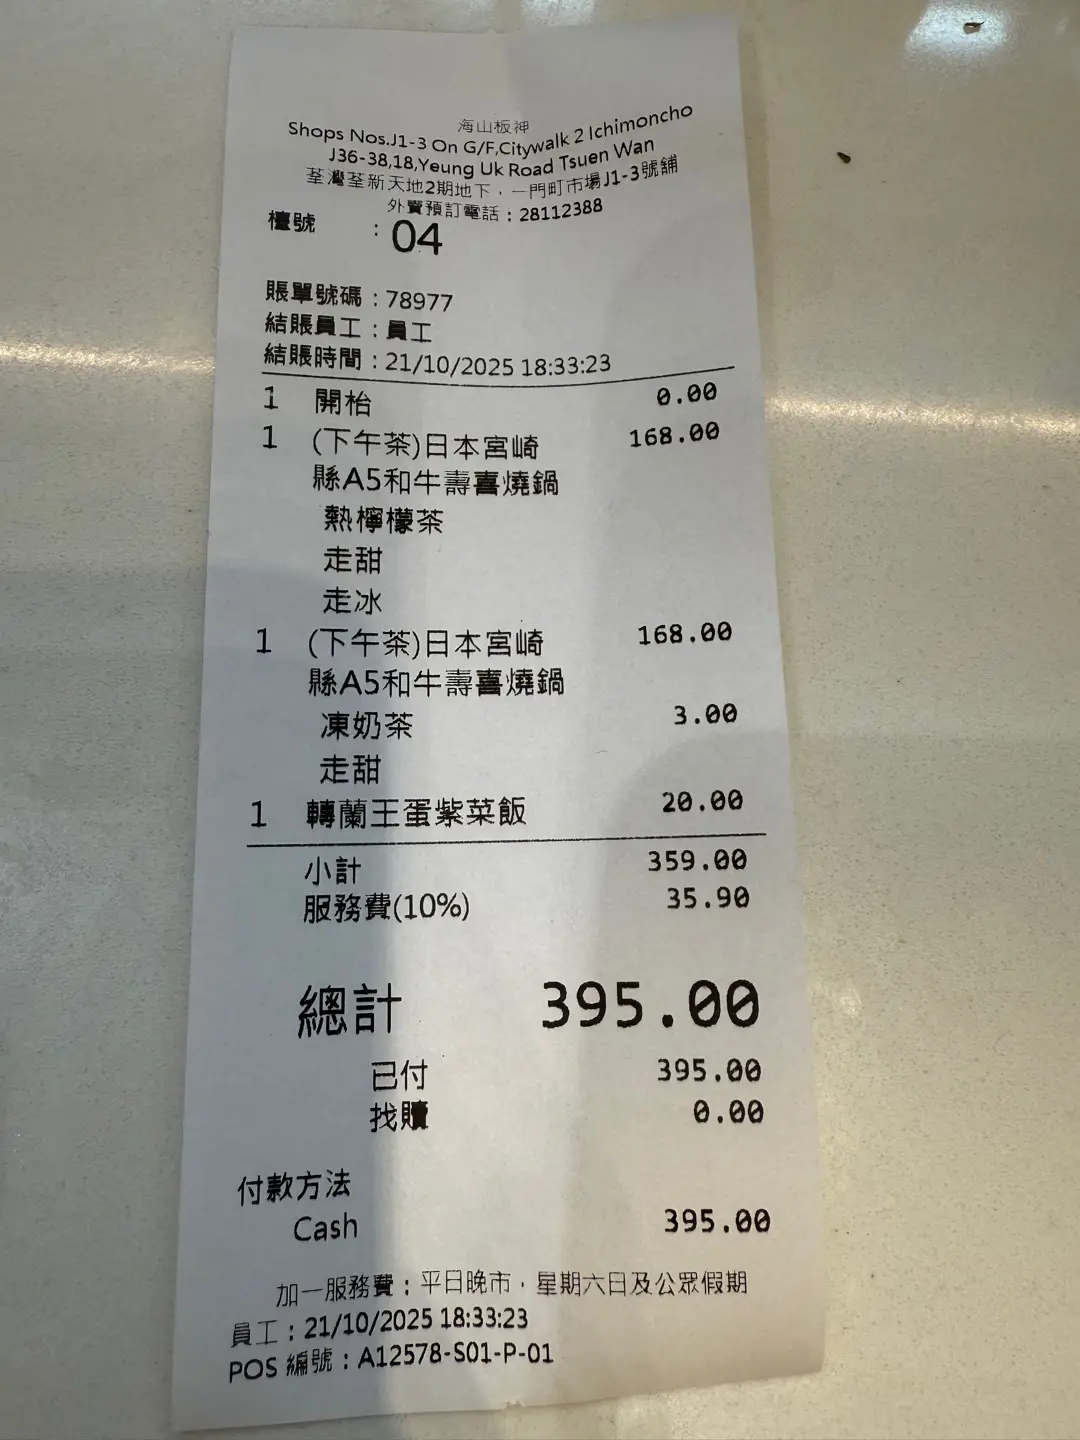 海山板神
Shops Nos.J1-3 On G/F,Citywalk 2 Ichimoncho
J36-38,18,Yeung Uk Road Tsuen Wan
荃灣荃新天地2期地下，一門町市場J1-3號舖
外賣預訂電話：28112388
檯號 : 04
賬單號碼：78977
結賬員工：員工
結賬時間：21/10/2025 18:33:23
1 開枱 0.00
1 (下午茶)日本宮崎 168.00
縣A5和牛壽喜燒鍋
熱檸檬茶
走甜
走冰
1 (下午茶)日本宮崎 168.00
縣A5和牛壽喜燒鍋
凍奶茶 3.00
走甜
1 轉蘭王蛋紫菜飯 20.00
小計 359.00
服務費(10%) 35.90
總計 395.00
已付 395.00
找贖 0.00
付款方法
Cash 395.00
加一服務費：平日晚市，星期六日及公眾假期
員工：21/10/2025 18:33:23
POS 編號：A12578-S01-P-01